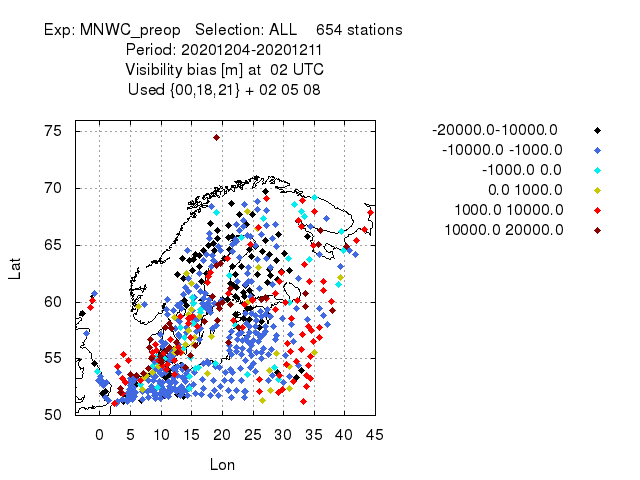 Exp: MNWC_preop Selection: ALL 654 stations
Period: 20201204-20201211
Visibility bias [m] at 02 UTC
Used {00,18,21} + 02 05 08
-20000.0-10000.0
-10000.0 -1000.0
-1000.0 0.0
0.0 1000.0
1000.0 10000.0
10000.0 20000.0
75
70
65
60
55
50
Lat
0 5 10 15 20 25 30 35 40 45
Lon